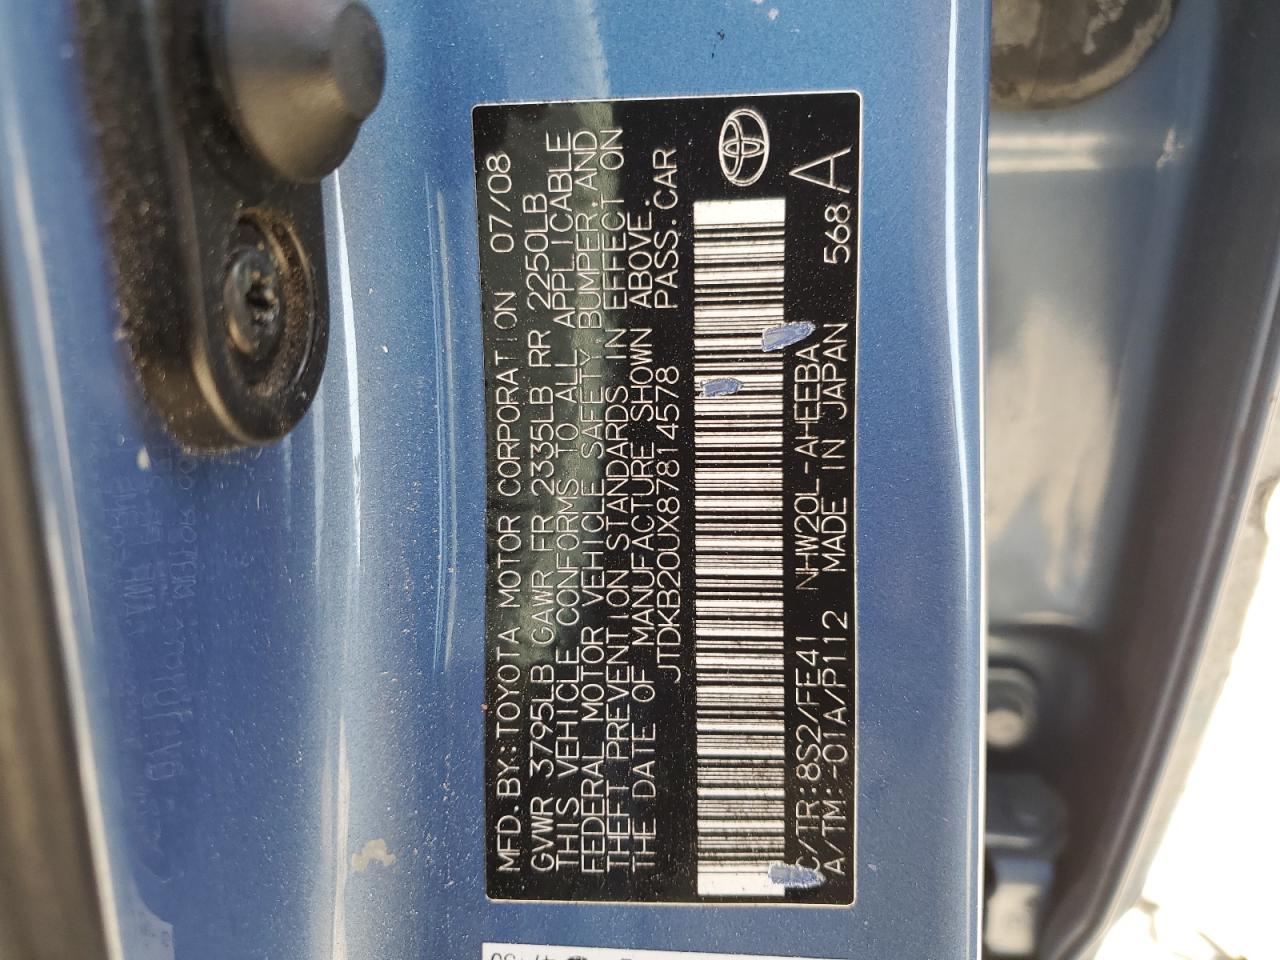 MFD.BY:TOYOTA MOTOR CORPORATION 07/08
GVWR 3795LB GAWR FR 2335LB RR 2250LB
THIS VEHICLE CONFORMS TO ALL APPLICABLE
FEDERAL MOTOR VEHICLE SAFETY,BUMPER,AND
THEFT PREVENTION STANDARDS IN EFFECT ON
THE DATE OF MANUFACTURE SHOWN ABOVE.
JTDKB20UX87814578 PASS.CAR
C/TR:8S2/FE41 NHW20L-AHEEBA
A/TM:-01A/P112 MADE IN JAPAN 568 A